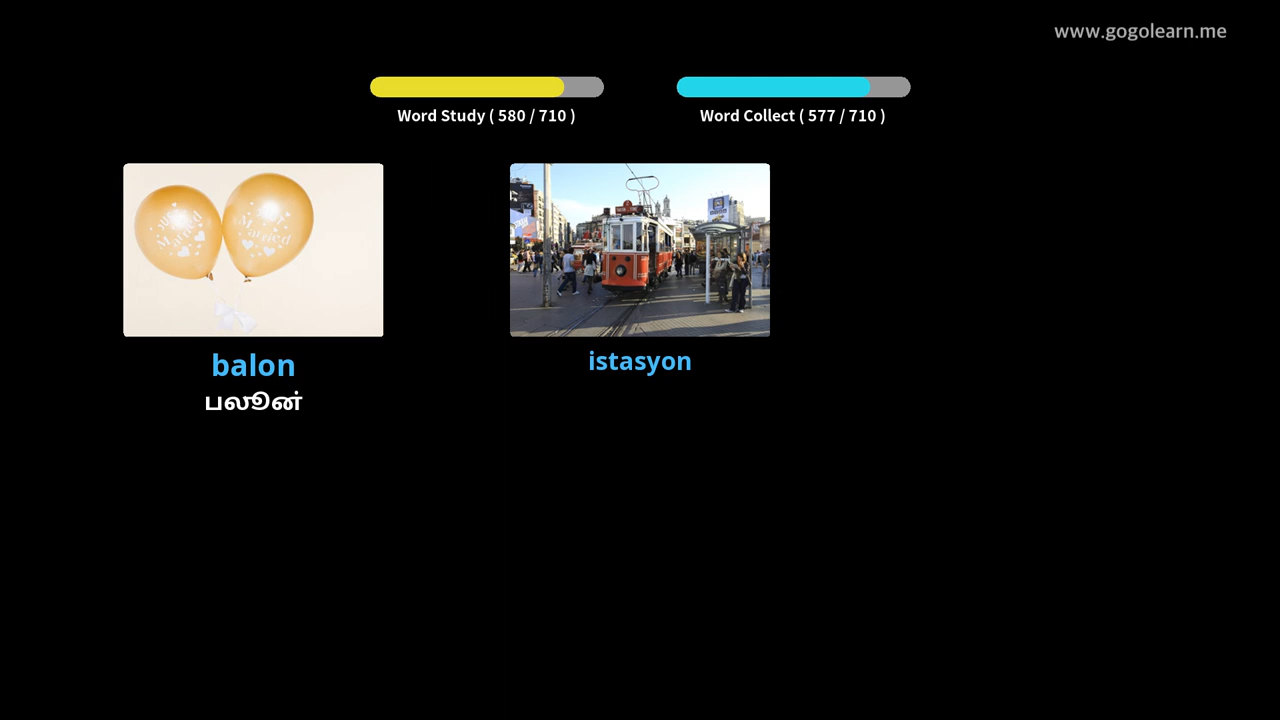 www.gogolearn.me
Word Study ( 580 / 710 )
Word Collect ( 577 / 710 )
balon
பலூன்
istasyon